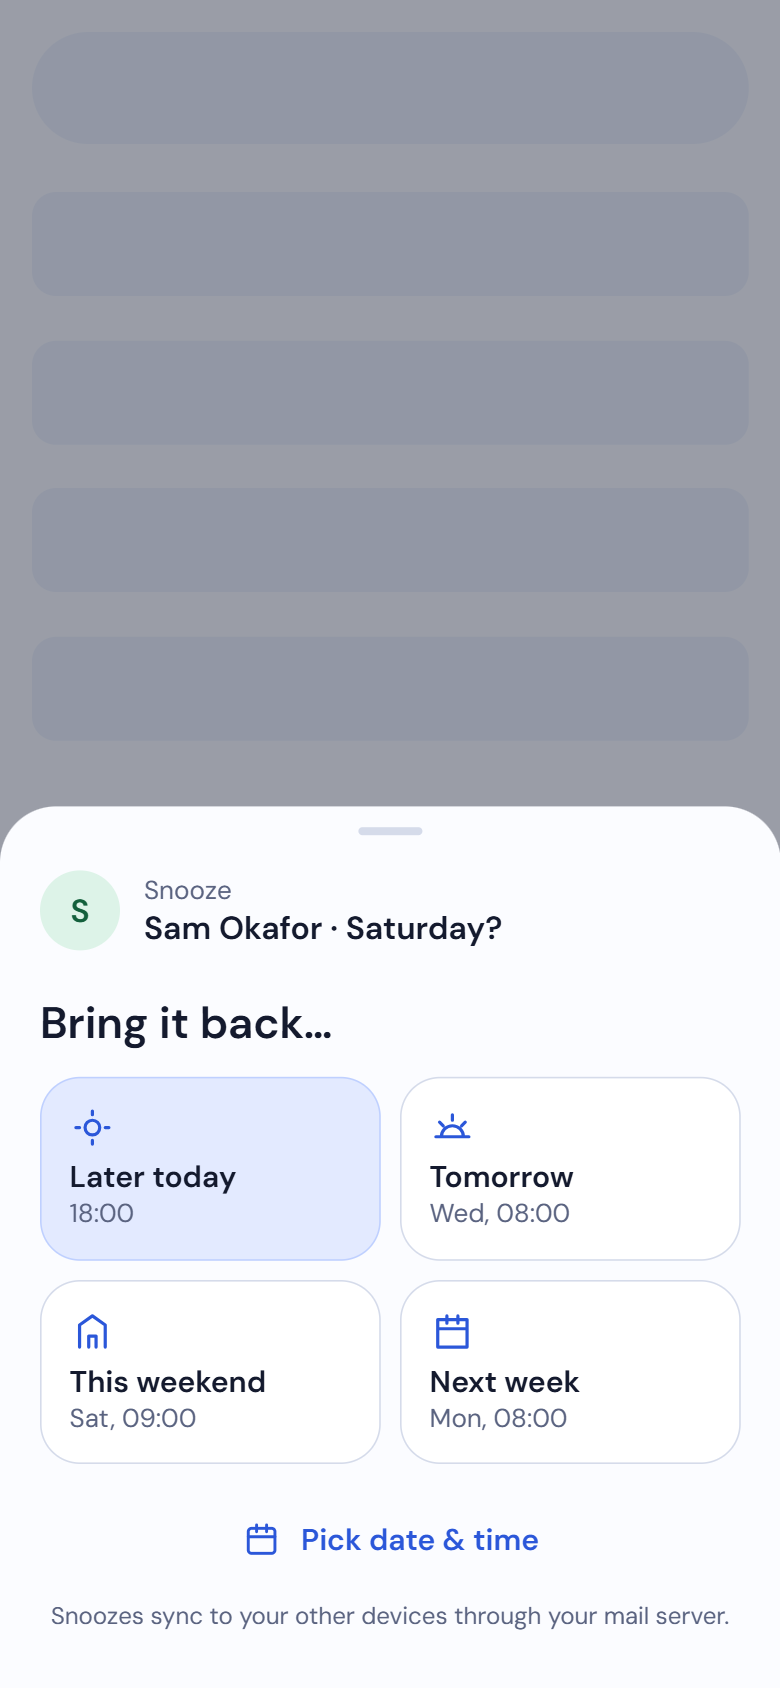 S
Snooze
Sam Okafor · Saturday?
Bring it back...
Later today
18:00
Tomorrow
Wed, 08:00
This weekend
Sat, 09:00
Next week
Mon, 08:00
Pick date & time
Snoozes sync to your other devices through your mail server.